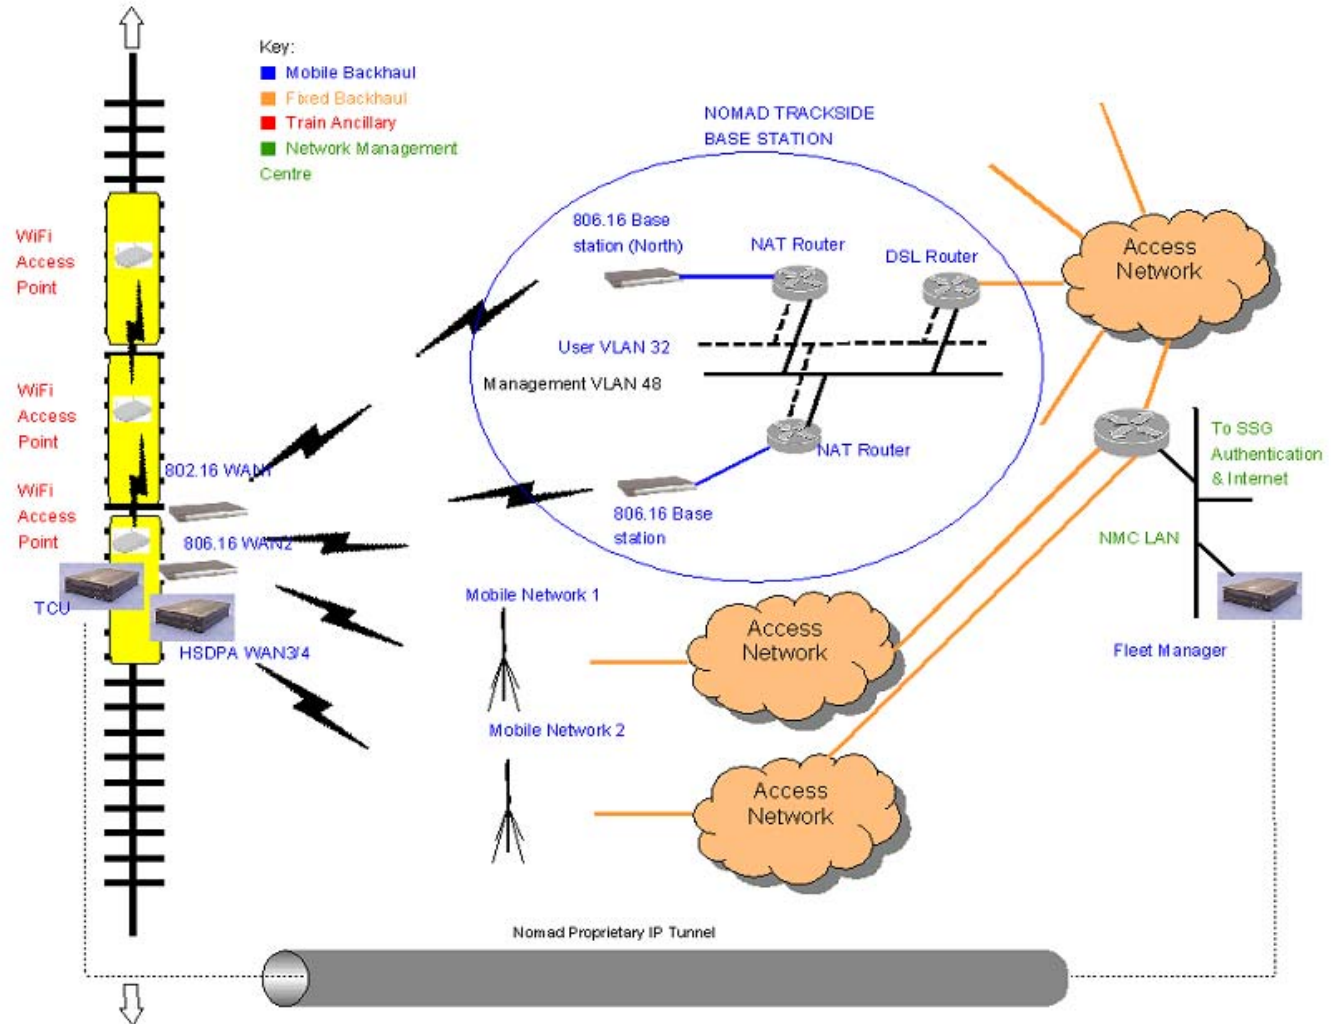 Key:
Mobile Backhaul
Fixed Backhaul
Train Ancillary
Network Management
Centre
NOMAD TRACKSIDE
BASE STATION
WiFi
Access
Point
806.16 Base
station (North)
NAT Router
DSL Router
Access
Network
User VLAN 32
Management VLAN 48
WiFi
Access
Point
NAT Router
To SSG
Authentication
& Internet
802.16 WAN1
WiFi
Access
Point
806.16 Base
station
806.16 WAN2
NMC LAN
TCU
Mobile Network 1
Access
Network
HSDPA WAN3/4
Fleet Manager
Mobile Network 2
Access
Network
Nomad Proprietary IP Tunnel